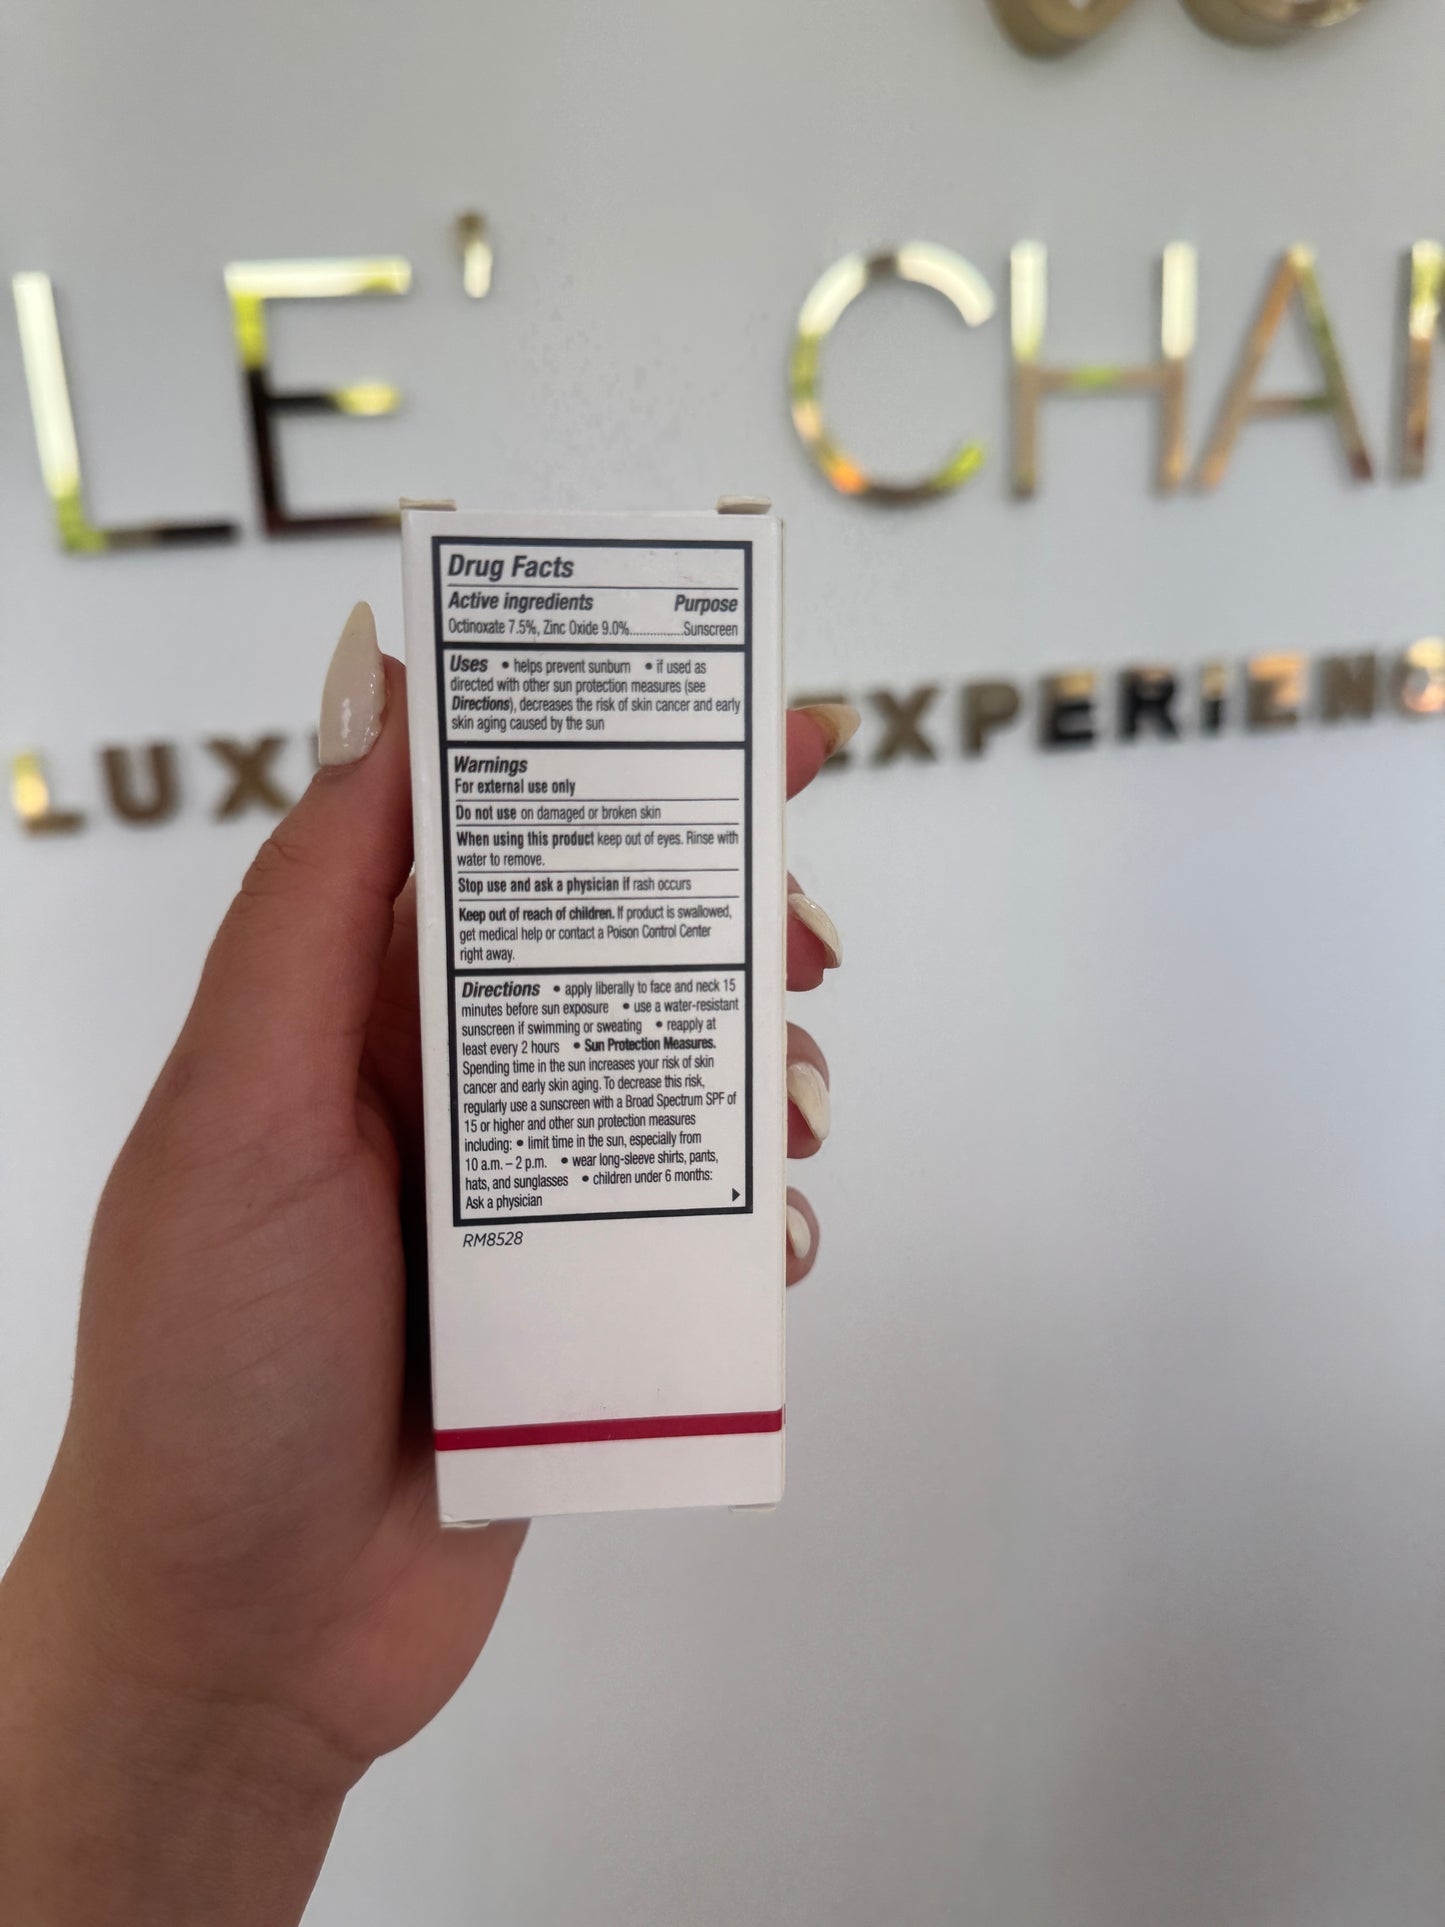 LE' CHA
LUX EXPERIENC
Drug Facts
Active ingredients Purpose
Octinoxate 7.5%, Zinc Oxide 9.0%................Sunscreen
Uses • helps prevent sunburn • if used as
directed with other sun protection measures (see
Directions), decreases the risk of skin cancer and early
skin aging caused by the sun
Warnings
For external use only
Do not use on damaged or broken skin
When using this product keep out of eyes. Rinse with
water to remove.
Stop use and ask a physician if rash occurs
Keep out of reach of children. If product is swallowed,
get medical help or contact a Poison Control Center
right away.
Directions • apply liberally to face and neck 15
minutes before sun exposure • use a water-resistant
sunscreen if swimming or sweating • reapply at
least every 2 hours • Sun Protection Measures.
Spending time in the sun increases your risk of skin
cancer and early skin aging. To decrease this risk,
regularly use a sunscreen with a Broad Spectrum SPF of
15 or higher and other sun protection measures
including: • limit time in the sun, especially from
10 a.m. – 2 p.m. • wear long-sleeve shirts, pants,
hats, and sunglasses • children under 6 months:
Ask a physician
RM8528